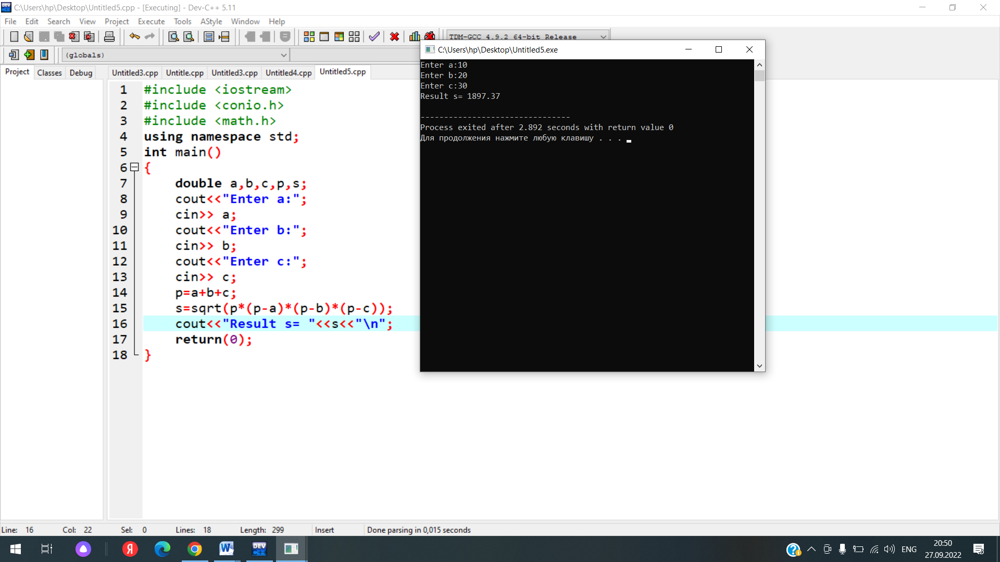 C:\Users\hp\Desktop\Untitled5.cpp - [Executing] - Dev-C++ 5.11
File Edit Search View Project Execute Tools AStyle Window Help
TDM-GCC 4.9.2 64-bit Release
(globals)
Project Classes Debug
Untitled3.cpp Untitle.cpp Untitled3.cpp Untitled4.cpp Untitled5.cpp
1 #include <iostream>
2 #include <conio.h>
3 #include <math.h>
4 using namespace std;
5 int main()
6 {
7 double a,b,c,p,s;
8 cout<<"Enter a:";
9 cin>> a;
10 cout<<"Enter b:";
11 cin>> b;
12 cout<<"Enter c:";
13 cin>> c;
14 p=a+b+c;
15 s=sqrt(p*(p-a)*(p-b)*(p-c));
16 cout<<"Result s= "<<s<<"\n";
17 return(0);
18 }
C:\Users\hp\Desktop\Untitled5.exe
Enter a:10
Enter b:20
Enter c:30
Result s= 1897.37
--------------------------------
Process exited after 2.892 seconds with return value 0
Для продолжения нажмите любую клавишу . . .
Line: 16 Col: 22 Sel: 0 Lines: 18 Length: 299 Insert Done parsing in 0,015 seconds
Я
W
DEV C++
ENG
20:50
27.09.2022